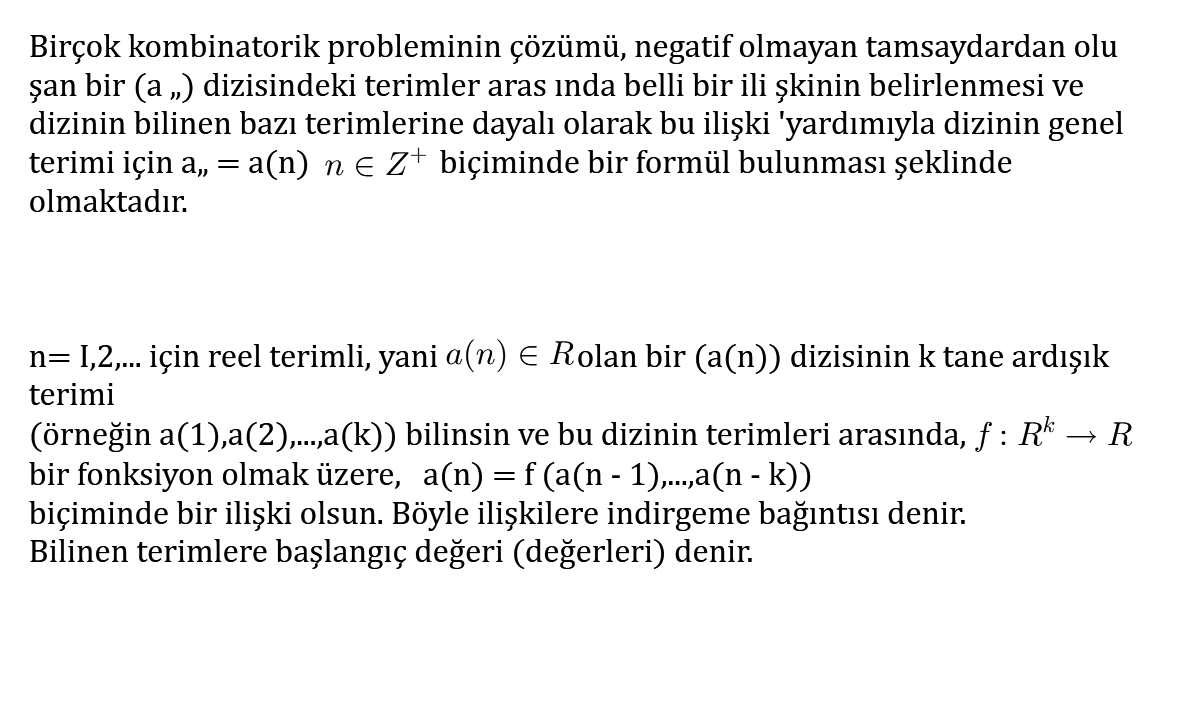 Birçok kombinatorik probleminin çözümü, negatif olmayan tamsaydardan olu
şan bir (a „) dizisindeki terimler aras ında belli bir ili şkinin belirlenmesi ve
dizinin bilinen bazı terimlerine dayalı olarak bu ilişki 'yardımıyla dizinin genel
terimi için a„ = a(n) n ∈ Z⁺ biçiminde bir formül bulunması şeklinde
olmaktadır.
n= I,2,... için reel terimli, yani a(n) ∈ R olan bir (a(n)) dizisinin k tane ardışık
terimi
(örneğin a(1),a(2),...,a(k)) bilinsin ve bu dizinin terimleri arasında, f : Rᵏ → R
bir fonksiyon olmak üzere, a(n) = f (a(n - 1),...,a(n - k))
biçiminde bir ilişki olsun. Böyle ilişkilere indirgeme bağıntısı denir.
Bilinen terimlere başlangıç değeri (değerleri) denir.